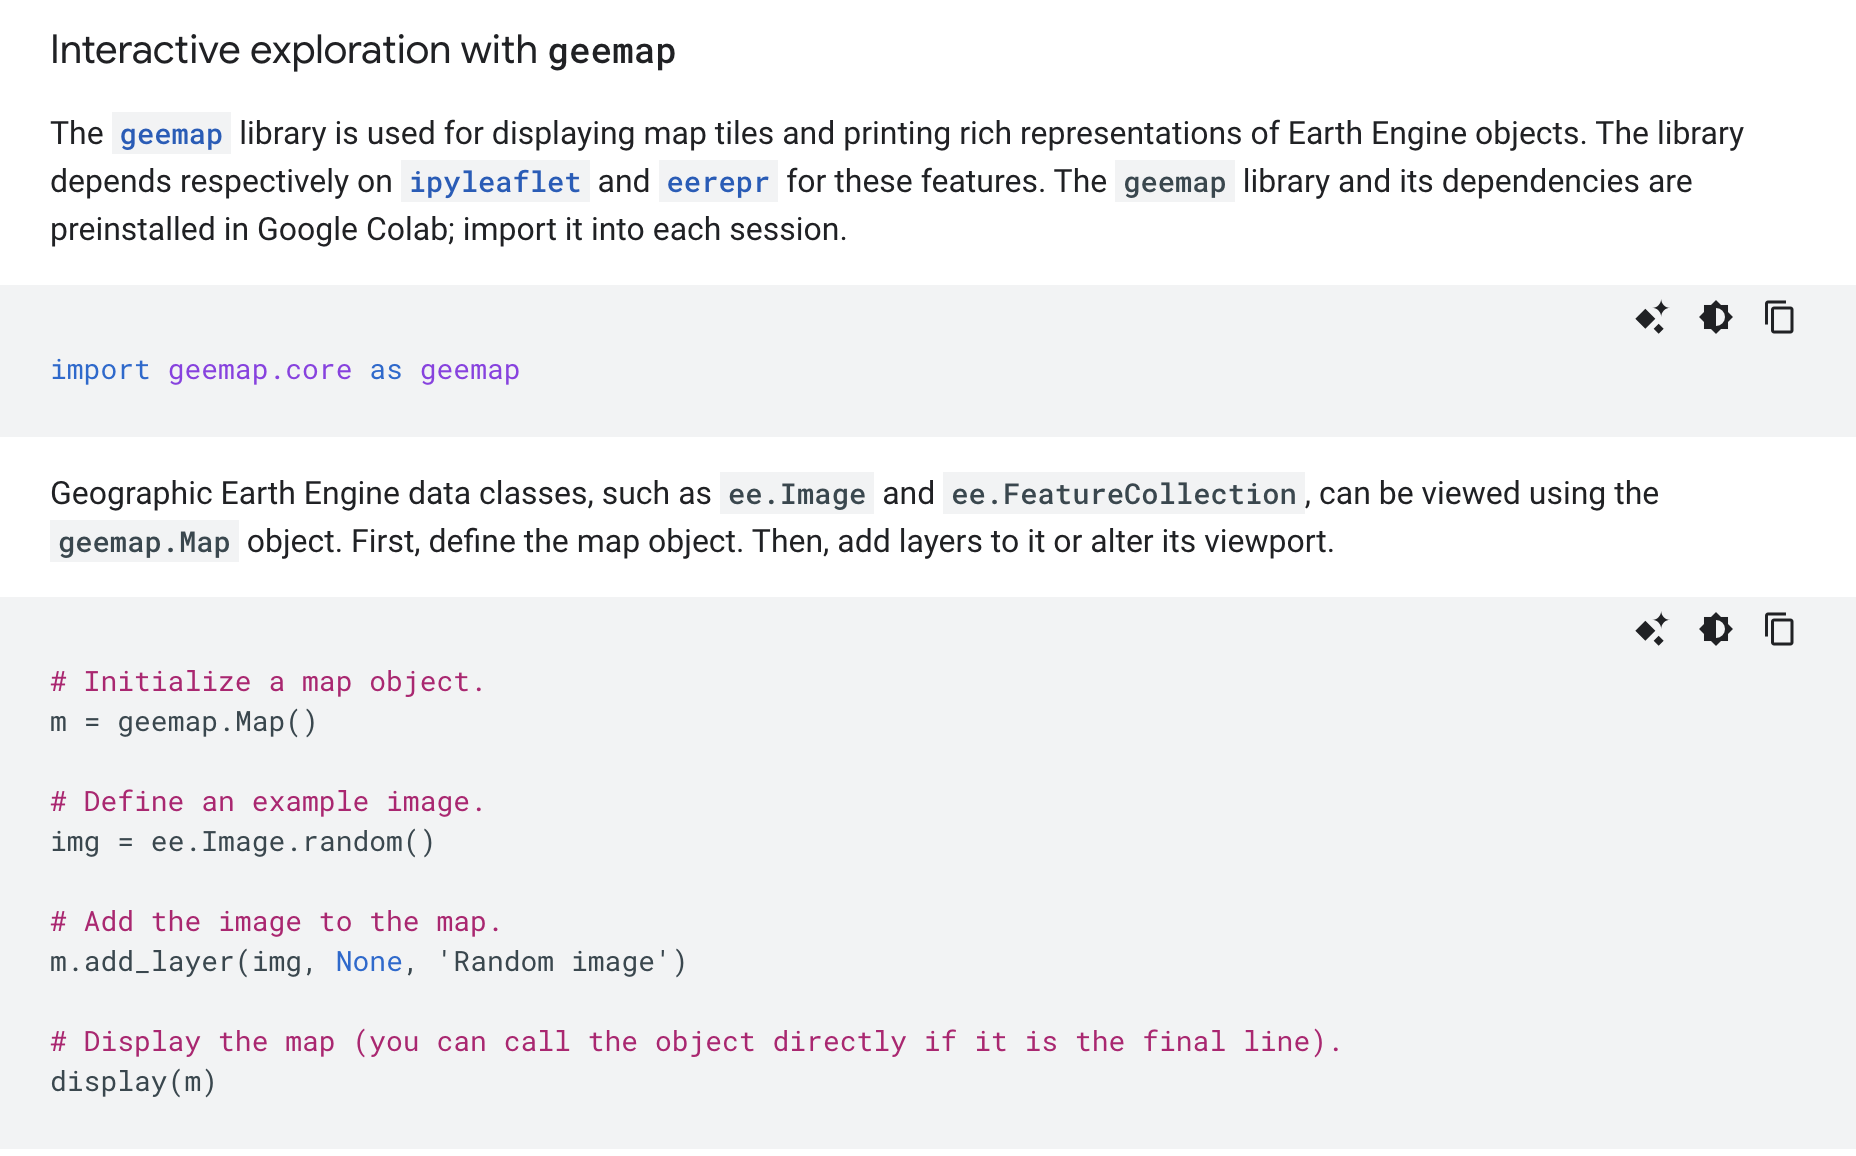 Interactive exploration with geemap
The geemap library is used for displaying map tiles and printing rich representations of Earth Engine objects. The library
depends respectively on ipyleaflet and eerepr for these features. The geemap library and its dependencies are
preinstalled in Google Colab; import it into each session.
import geemap.core as geemap
Geographic Earth Engine data classes, such as ee.Image and ee.FeatureCollection, can be viewed using the
geemap.Map object. First, define the map object. Then, add layers to it or alter its viewport.
# Initialize a map object.
m = geemap.Map()
# Define an example image.
img = ee.Image.random()
# Add the image to the map.
m.add_layer(img, None, 'Random image')
# Display the map (you can call the object directly if it is the final line).
display(m)